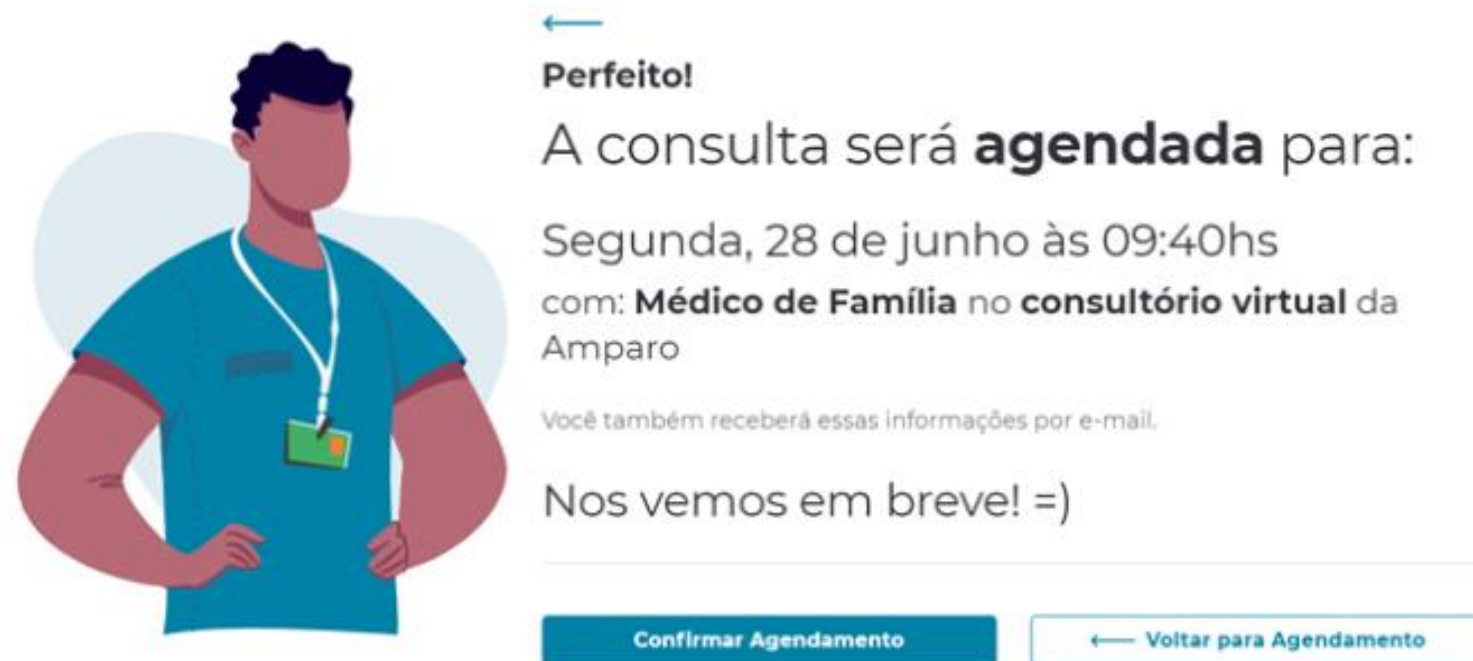 Perfeito!
A consulta será agendada para:
Segunda, 28 de junho às 09:40hs
com: Médico de Família no consultório virtual da
Amparo
Você também receberá essas informações por e-mail.
Nos vemos em breve! =)
Confirmar Agendamento
⟵ Voltar para Agendamento